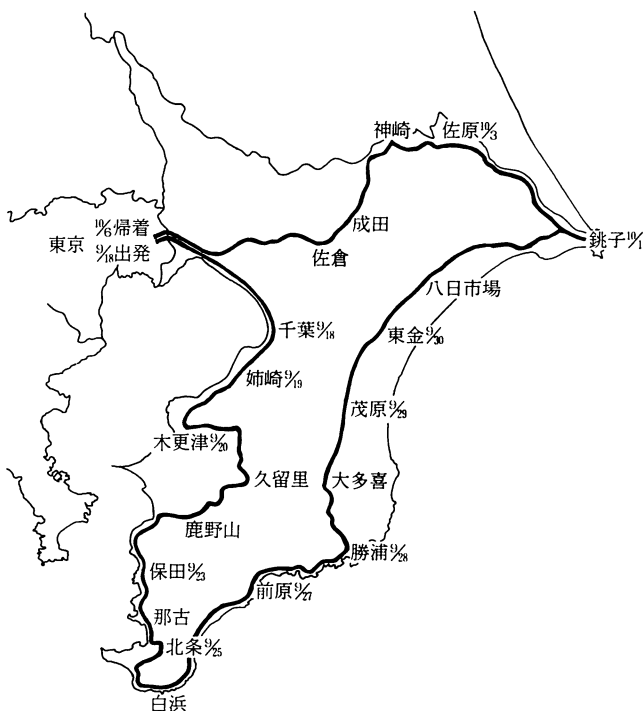 神崎
佐原10/3
10/6帰着
東京
9/18出発
成田
佐倉
銚子10/1
八日市場
千葉9/18
東金9/30
姉崎9/19
茂原9/29
木更津9/20
久留里
大多喜
鹿野山
勝浦9/28
保田9/23
前原9/27
那古
北条9/25
白浜